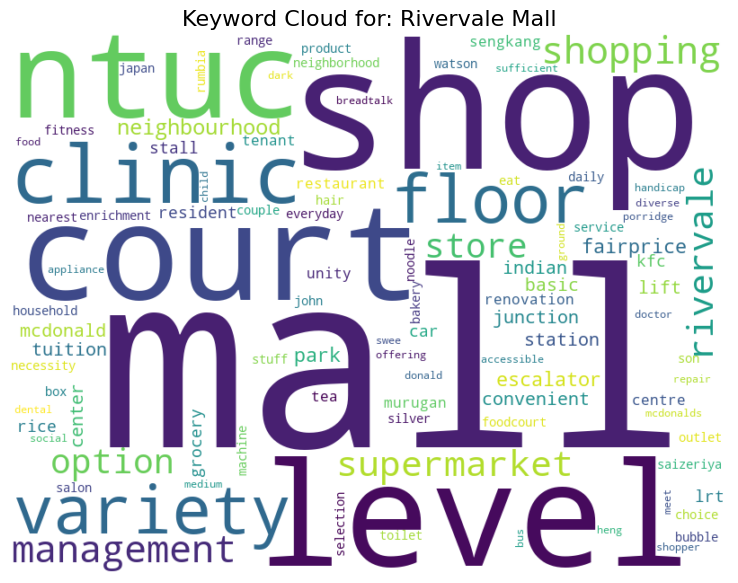 Keyword Cloud for: Rivervale Mall
ntuc
shop
shopping
mall
court
level
clinic
floor
variety
rivervale
store
supermarket
option
management
neighbourhood
range
product
neighborhood
sengkang
watson
sufficient
japan
rumbia
dark
breadtalk
fitness
food
stall
tenant
child
restaurant
hair
item
eat
daily
handicap
diverse
porridge
nearest
enrichment
resident
couple
everyday
service
ground
fairprice
appliance
unity
noodle
bakery
indian
basic
kfc
lift
renovation
household
john
mcdonald
tuition
necessity
stuff
park
car
swee
offering
junction
station
doctor
accessible
son
repair
donald
escalator
convenient
centre
mcdonalds
box
dental
rice
social
center
grocery
machine
tea
murugan
silver
foodcourt
outlet
salon
medium
selection
toilet
saizeriya
lrt
choice
meet
bubble
shopper
bus
heng